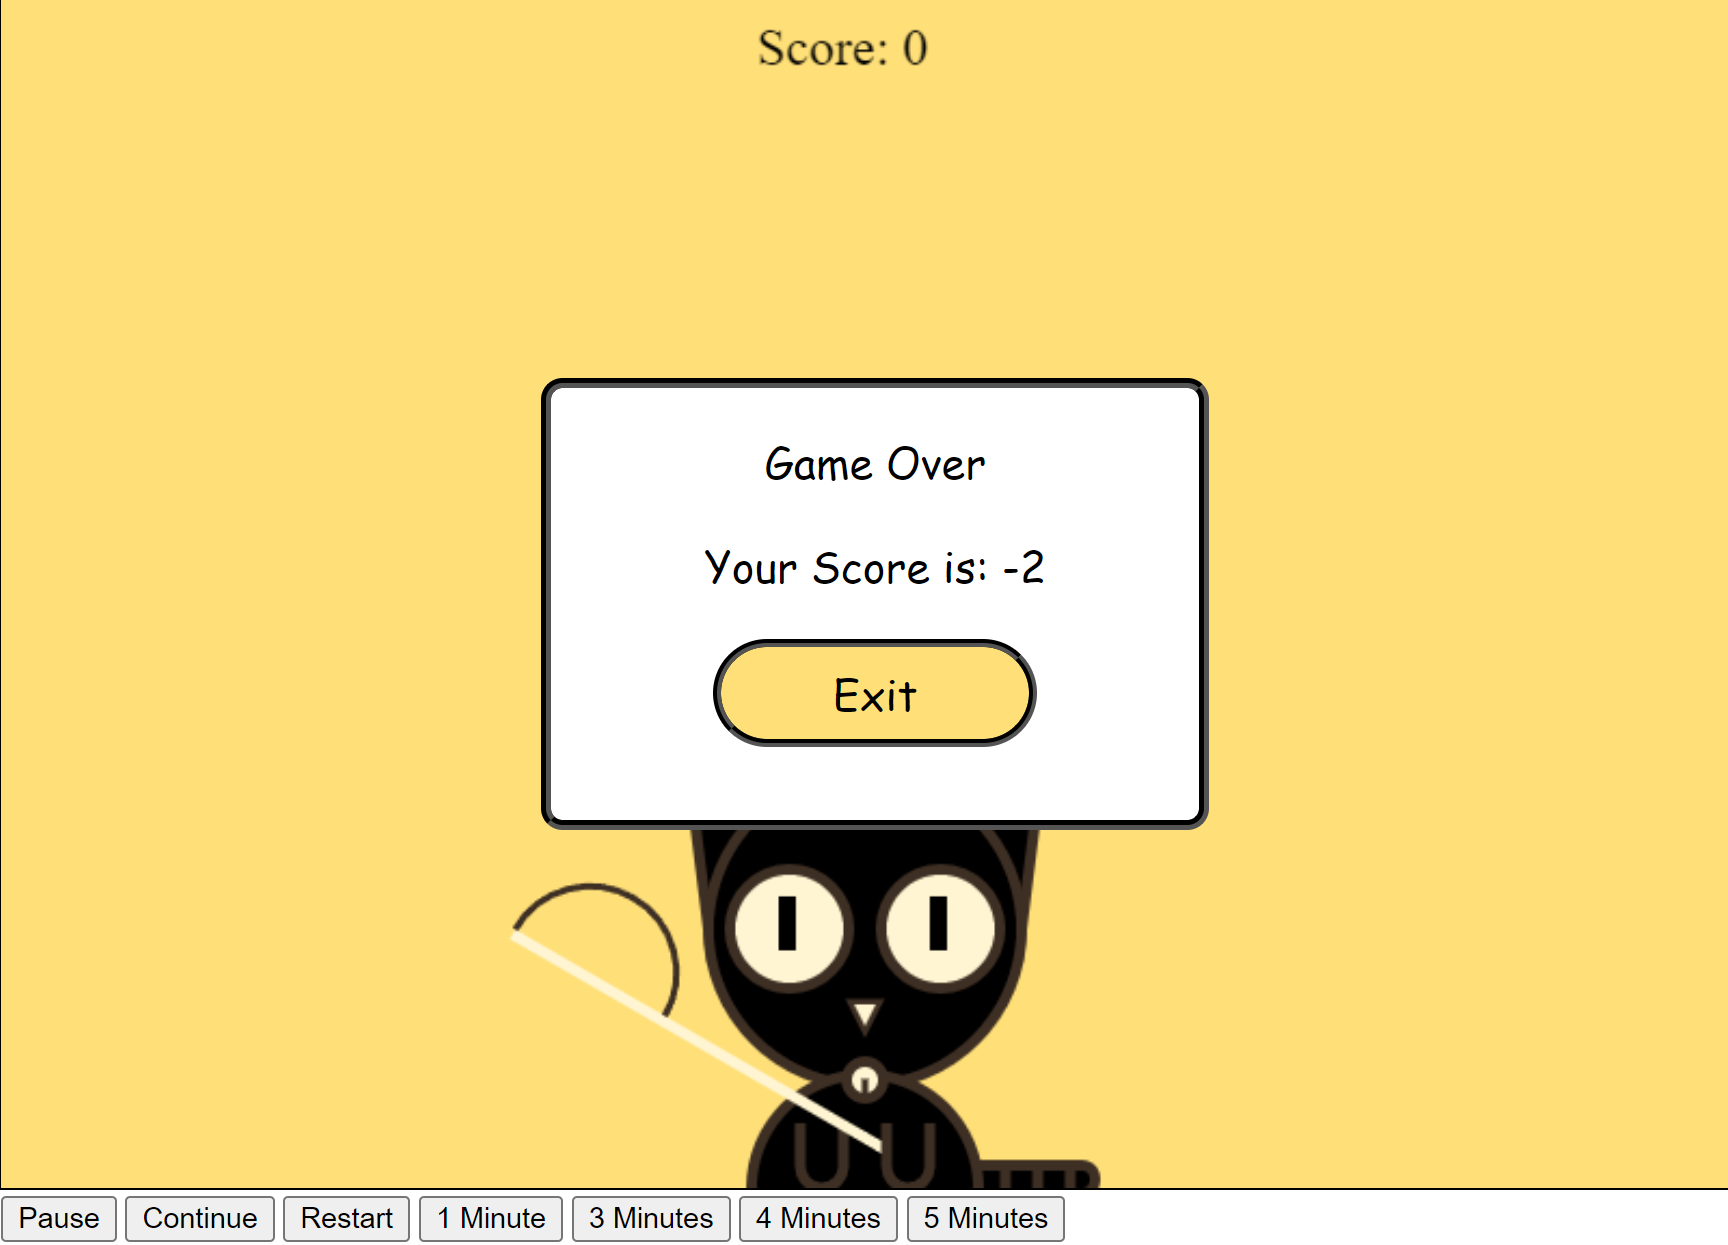 Score: 0
Game Over
Your Score is: -2
Exit
Pause Continue Restart 1 Minute 3 Minutes 4 Minutes 5 Minutes